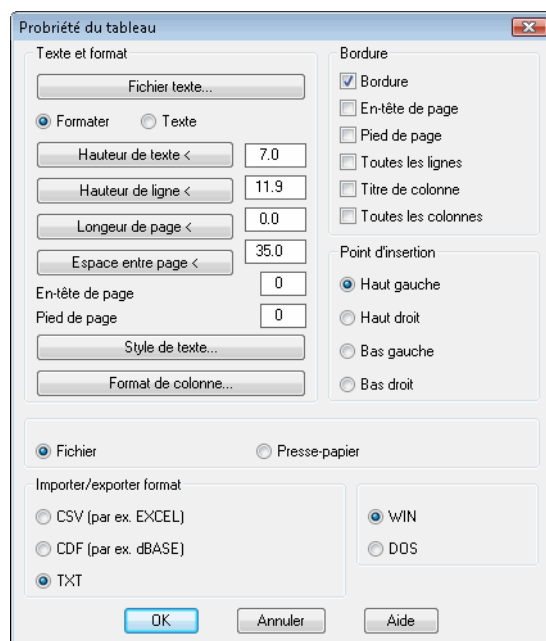 Probriété du tableau
Texte et format
Fichier texte...
Formater Texte
Hauteur de texte < 7.0
Hauteur de ligne < 11.9
Longeur de page < 0.0
Espace entre page < 35.0
En-tête de page 0
Pied de page 0
Style de texte...
Format de colonne...
Bordure
Bordure
En-tête de page
Pied de page
Toutes les lignes
Titre de colonne
Toutes les colonnes
Point d'insertion
Haut gauche
Haut droit
Bas gauche
Bas droit
Fichier Presse-papier
Importer/exporter format
CSV (par ex. EXCEL)
CDF (par ex. dBASE)
TXT
WIN
DOS
OK Annuler Aide